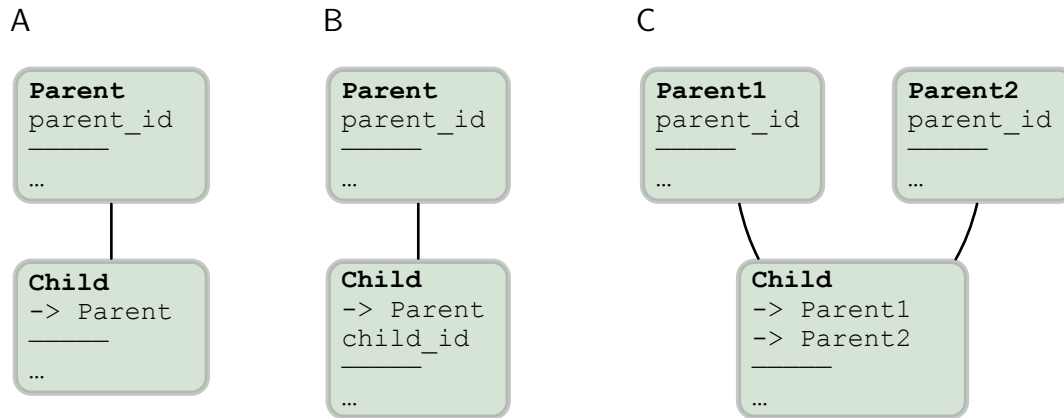 A
Parent
parent_id
…
Child
-> Parent
…
B
Parent
parent_id
…
Child
-> Parent
child_id
…
C
Parent1
parent_id
…
Parent2
parent_id
…
Child
-> Parent1
-> Parent2
…